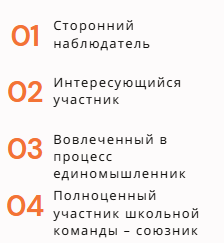 01 Сторонний
наблюдатель
02 Интересующийся
участник
03 Вовлеченный в
процесс
единомышленник
04 Полноценный
участник школьной
команды – союзник